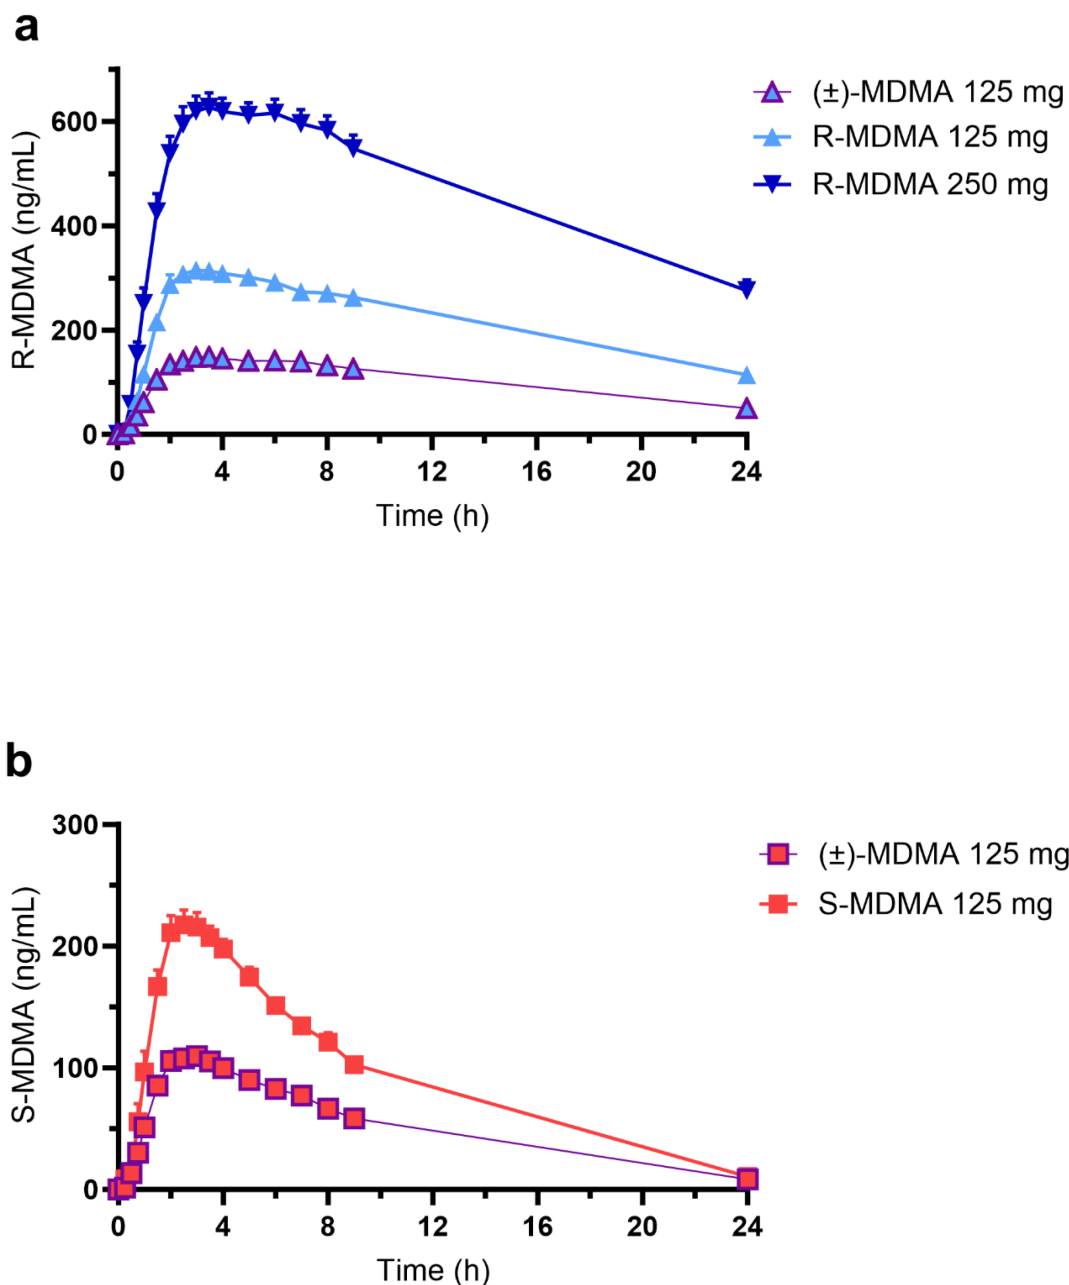 a
600
400
200
0
0 4 8 12 16 20 24
R-MDMA (ng/mL)
Time (h)
(±)-MDMA 125 mg
R-MDMA 125 mg
R-MDMA 250 mg
b
300
200
100
0
0 4 8 12 16 20 24
S-MDMA (ng/mL)
Time (h)
(±)-MDMA 125 mg
S-MDMA 125 mg